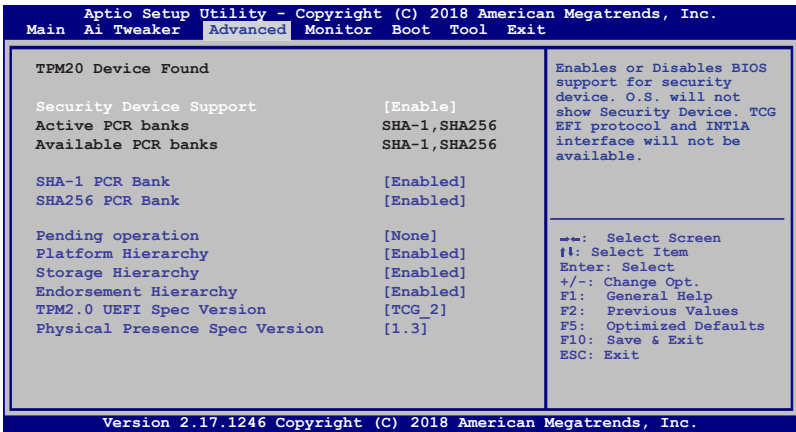 Aptio Setup Utility - Copyright (C) 2018 American Megatrends, Inc.
Main Ai Tweaker Advanced Monitor Boot Tool Exit
TPM20 Device Found
Security Device Support [Enable]
Active PCR banks SHA-1,SHA256
Available PCR banks SHA-1,SHA256
SHA-1 PCR Bank [Enabled]
SHA256 PCR Bank [Enabled]
Pending operation [None]
Platform Hierarchy [Enabled]
Storage Hierarchy [Enabled]
Endorsement Hierarchy [Enabled]
TPM2.0 UEFI Spec Version [TCG_2]
Physical Presence Spec Version [1.3]
Enables or Disables BIOS
support for security
device. O.S. will not
show Security Device. TCG
EFI protocol and INT1A
interface will not be
available.
→←: Select Screen
↑↓: Select Item
Enter: Select
+/-: Change Opt.
F1: General Help
F2: Previous Values
F5: Optimized Defaults
F10: Save & Exit
ESC: Exit
Version 2.17.1246 Copyright (C) 2018 American Megatrends, Inc.